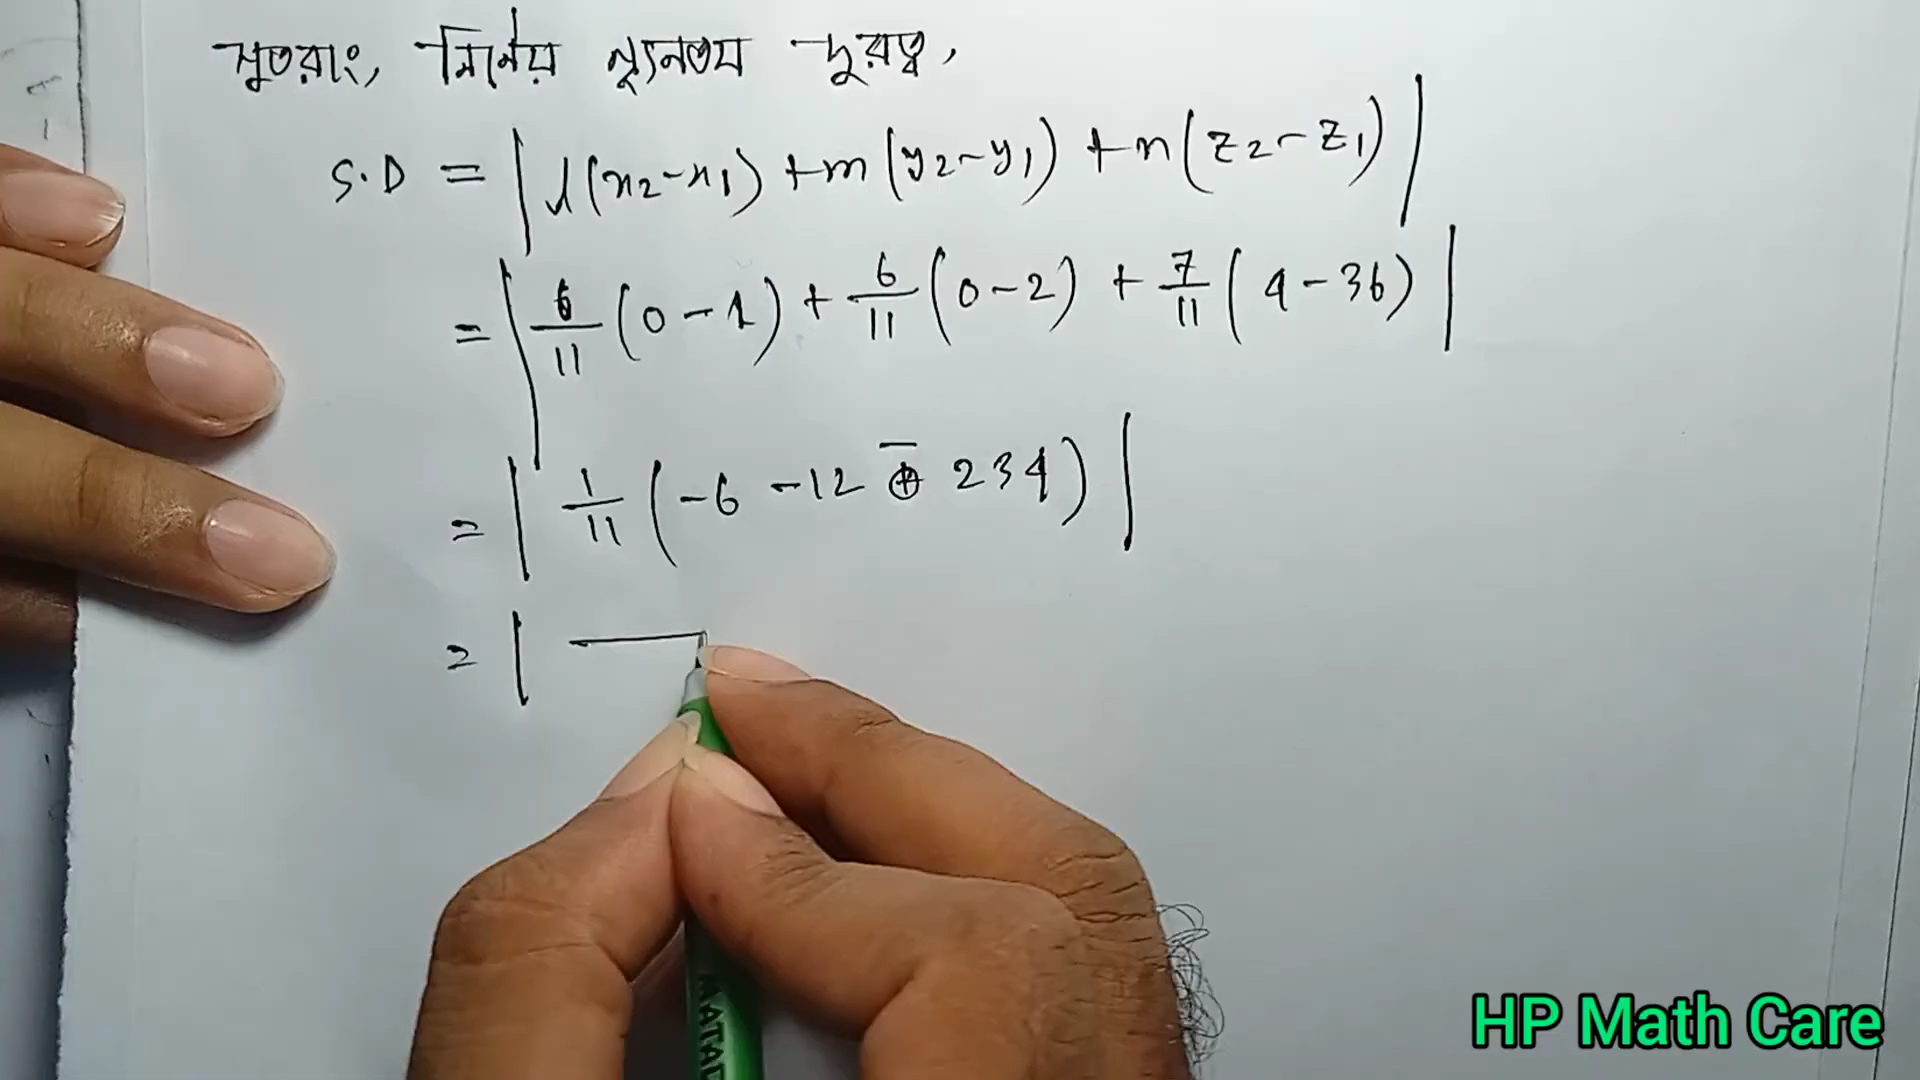 সুতরাং, নির্নেয় ন্যূনতম দূরত্ব,
S.D = |l(x2-x1) + m(y2-y1) + n(z2-z1)|
= |6/11 (0-1) + 6/11 (0-2) + 7/11 (4-36)|
= |1/11 (-6 -12 - 234)|
= |
MATAD
HP Math Care